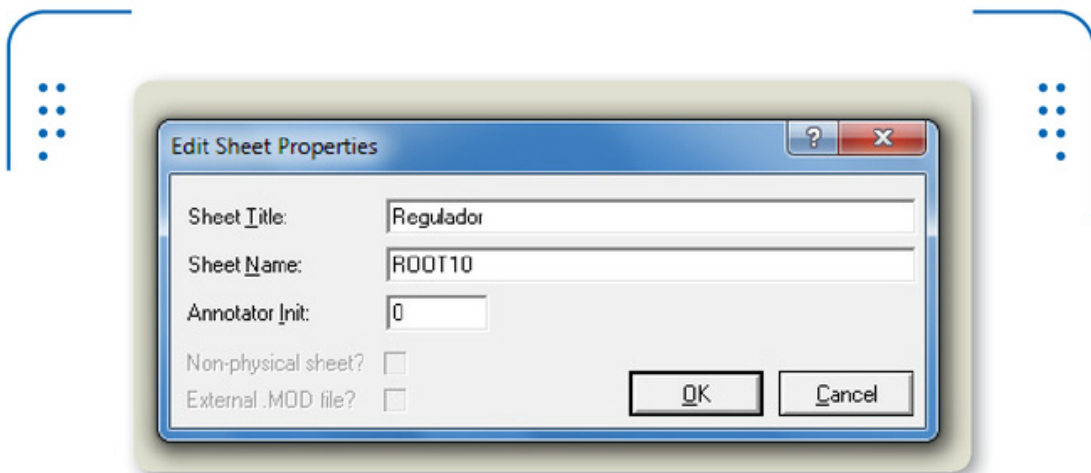 Edit Sheet Properties
?
Sheet Title: Regulador
Sheet Name: ROOT10
Annotator Init: 0
Non-physical sheet?
External .MOD file?
OK Cancel